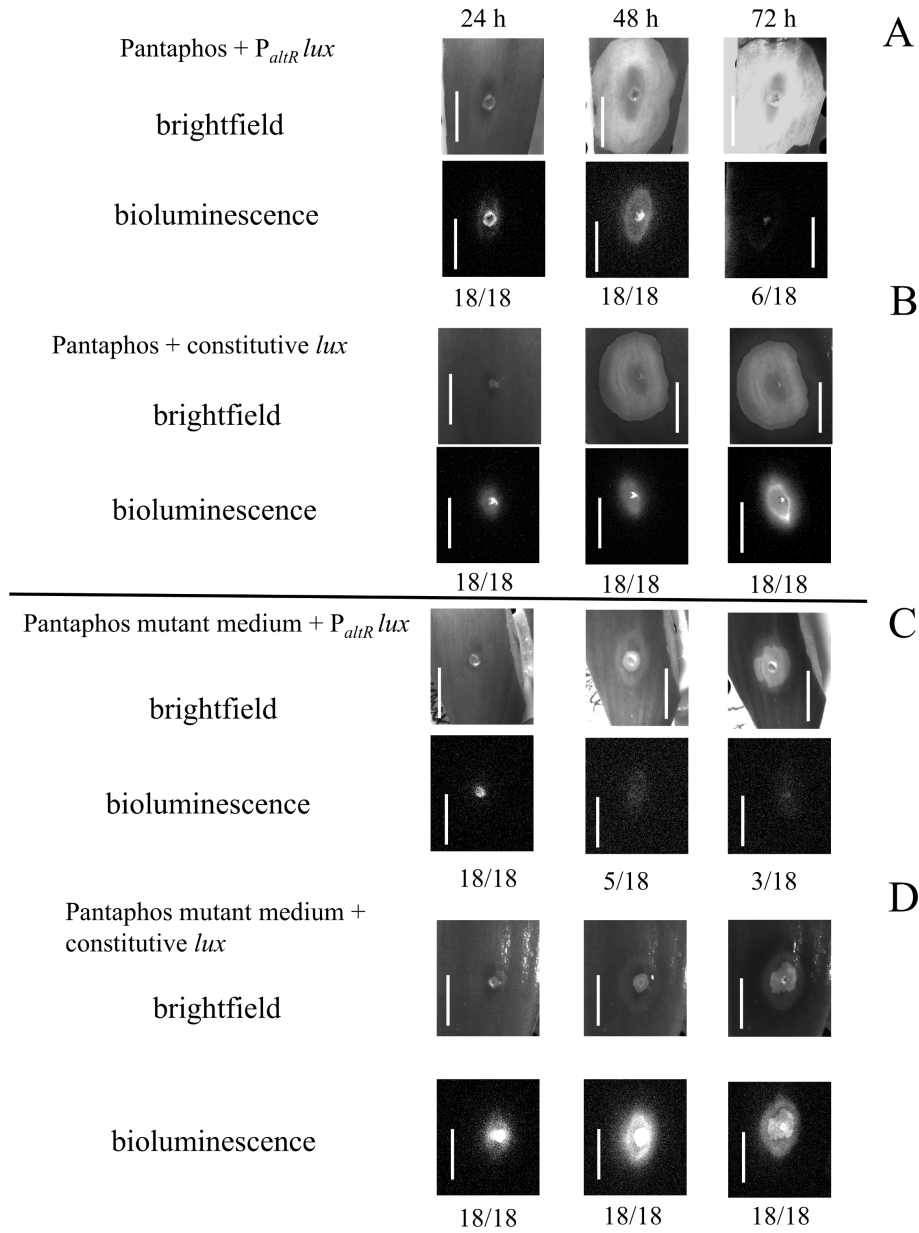 24 h 48 h 72 h A
Pantaphos + PaltR lux
brightfield
bioluminescence
18/18 18/18 6/18
B
Pantaphos + constitutive lux
brightfield
bioluminescence
18/18 18/18 18/18
Pantaphos mutant medium + PaltR lux
C
brightfield
bioluminescence
18/18 5/18 3/18
D
Pantaphos mutant medium +
constitutive lux
brightfield
bioluminescence
18/18 18/18 18/18